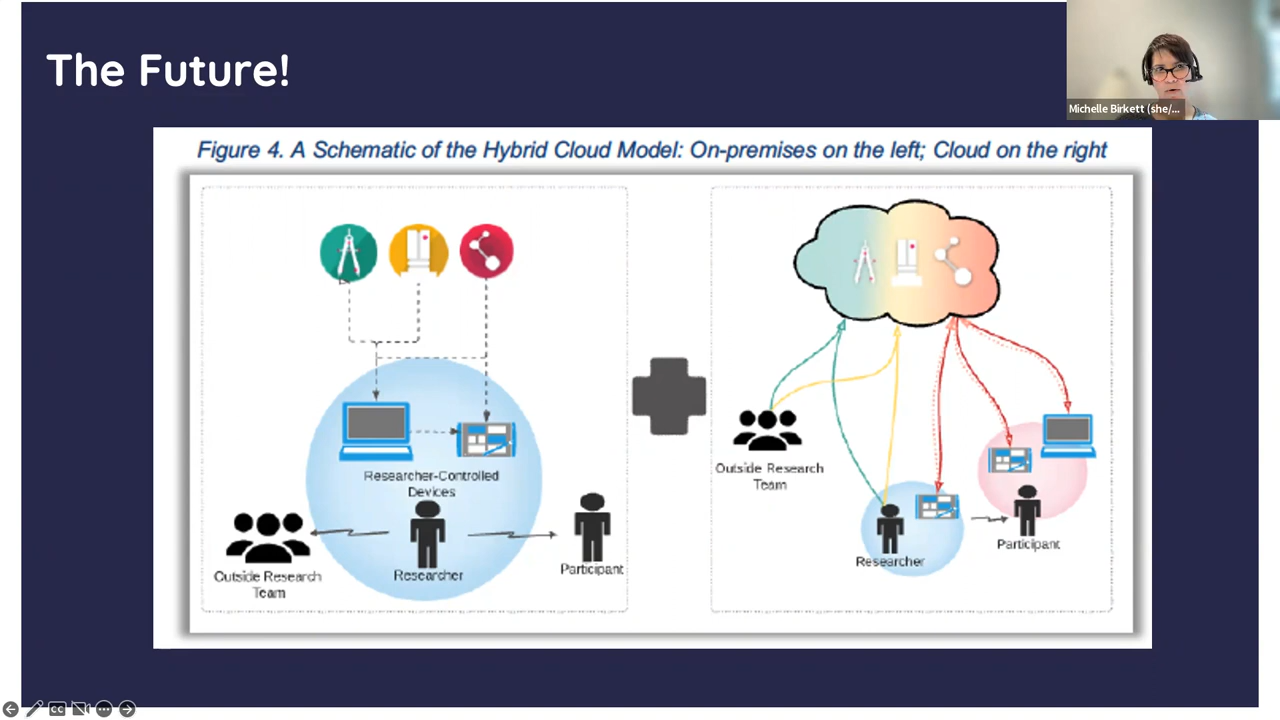 The Future!
Michelle Birkett (she/...
Figure 4. A Schematic of the Hybrid Cloud Model: On-premises on the left; Cloud on the right
Researcher-Controlled
Devices
Outside Research
Team
Researcher
Participant
Outside Research
Team
Researcher
Participant
CC